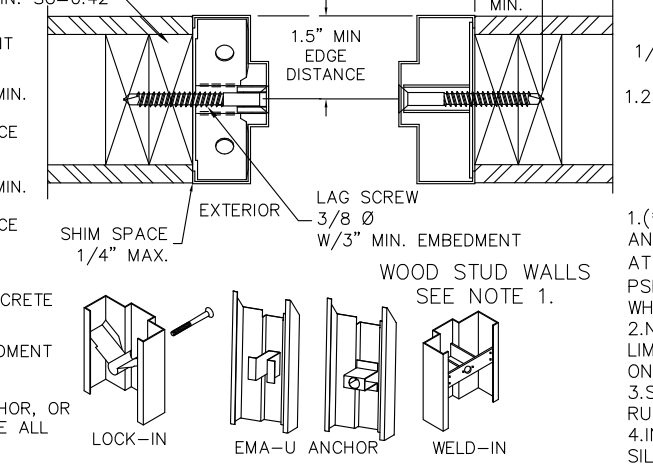 MIN.
MIN.
1.5" MIN
EDGE
DISTANCE
MIN.
CE
MIN.
CE
1/
1.2
EXTERIOR
LAG SCREW
3/8 Ø
W/3" MIN. EMBEDMENT
SHIM SPACE
1/4" MAX.
WOOD STUD WALLS
SEE NOTE 1.
CRETE
DMENT
HOR, OR
E ALL
LOCK-IN
EMA-U ANCHOR
WELD-IN
1.(
AN
AT
PS
WH
2.N
LIM
ON
3.S
RU
4.IN
SIL